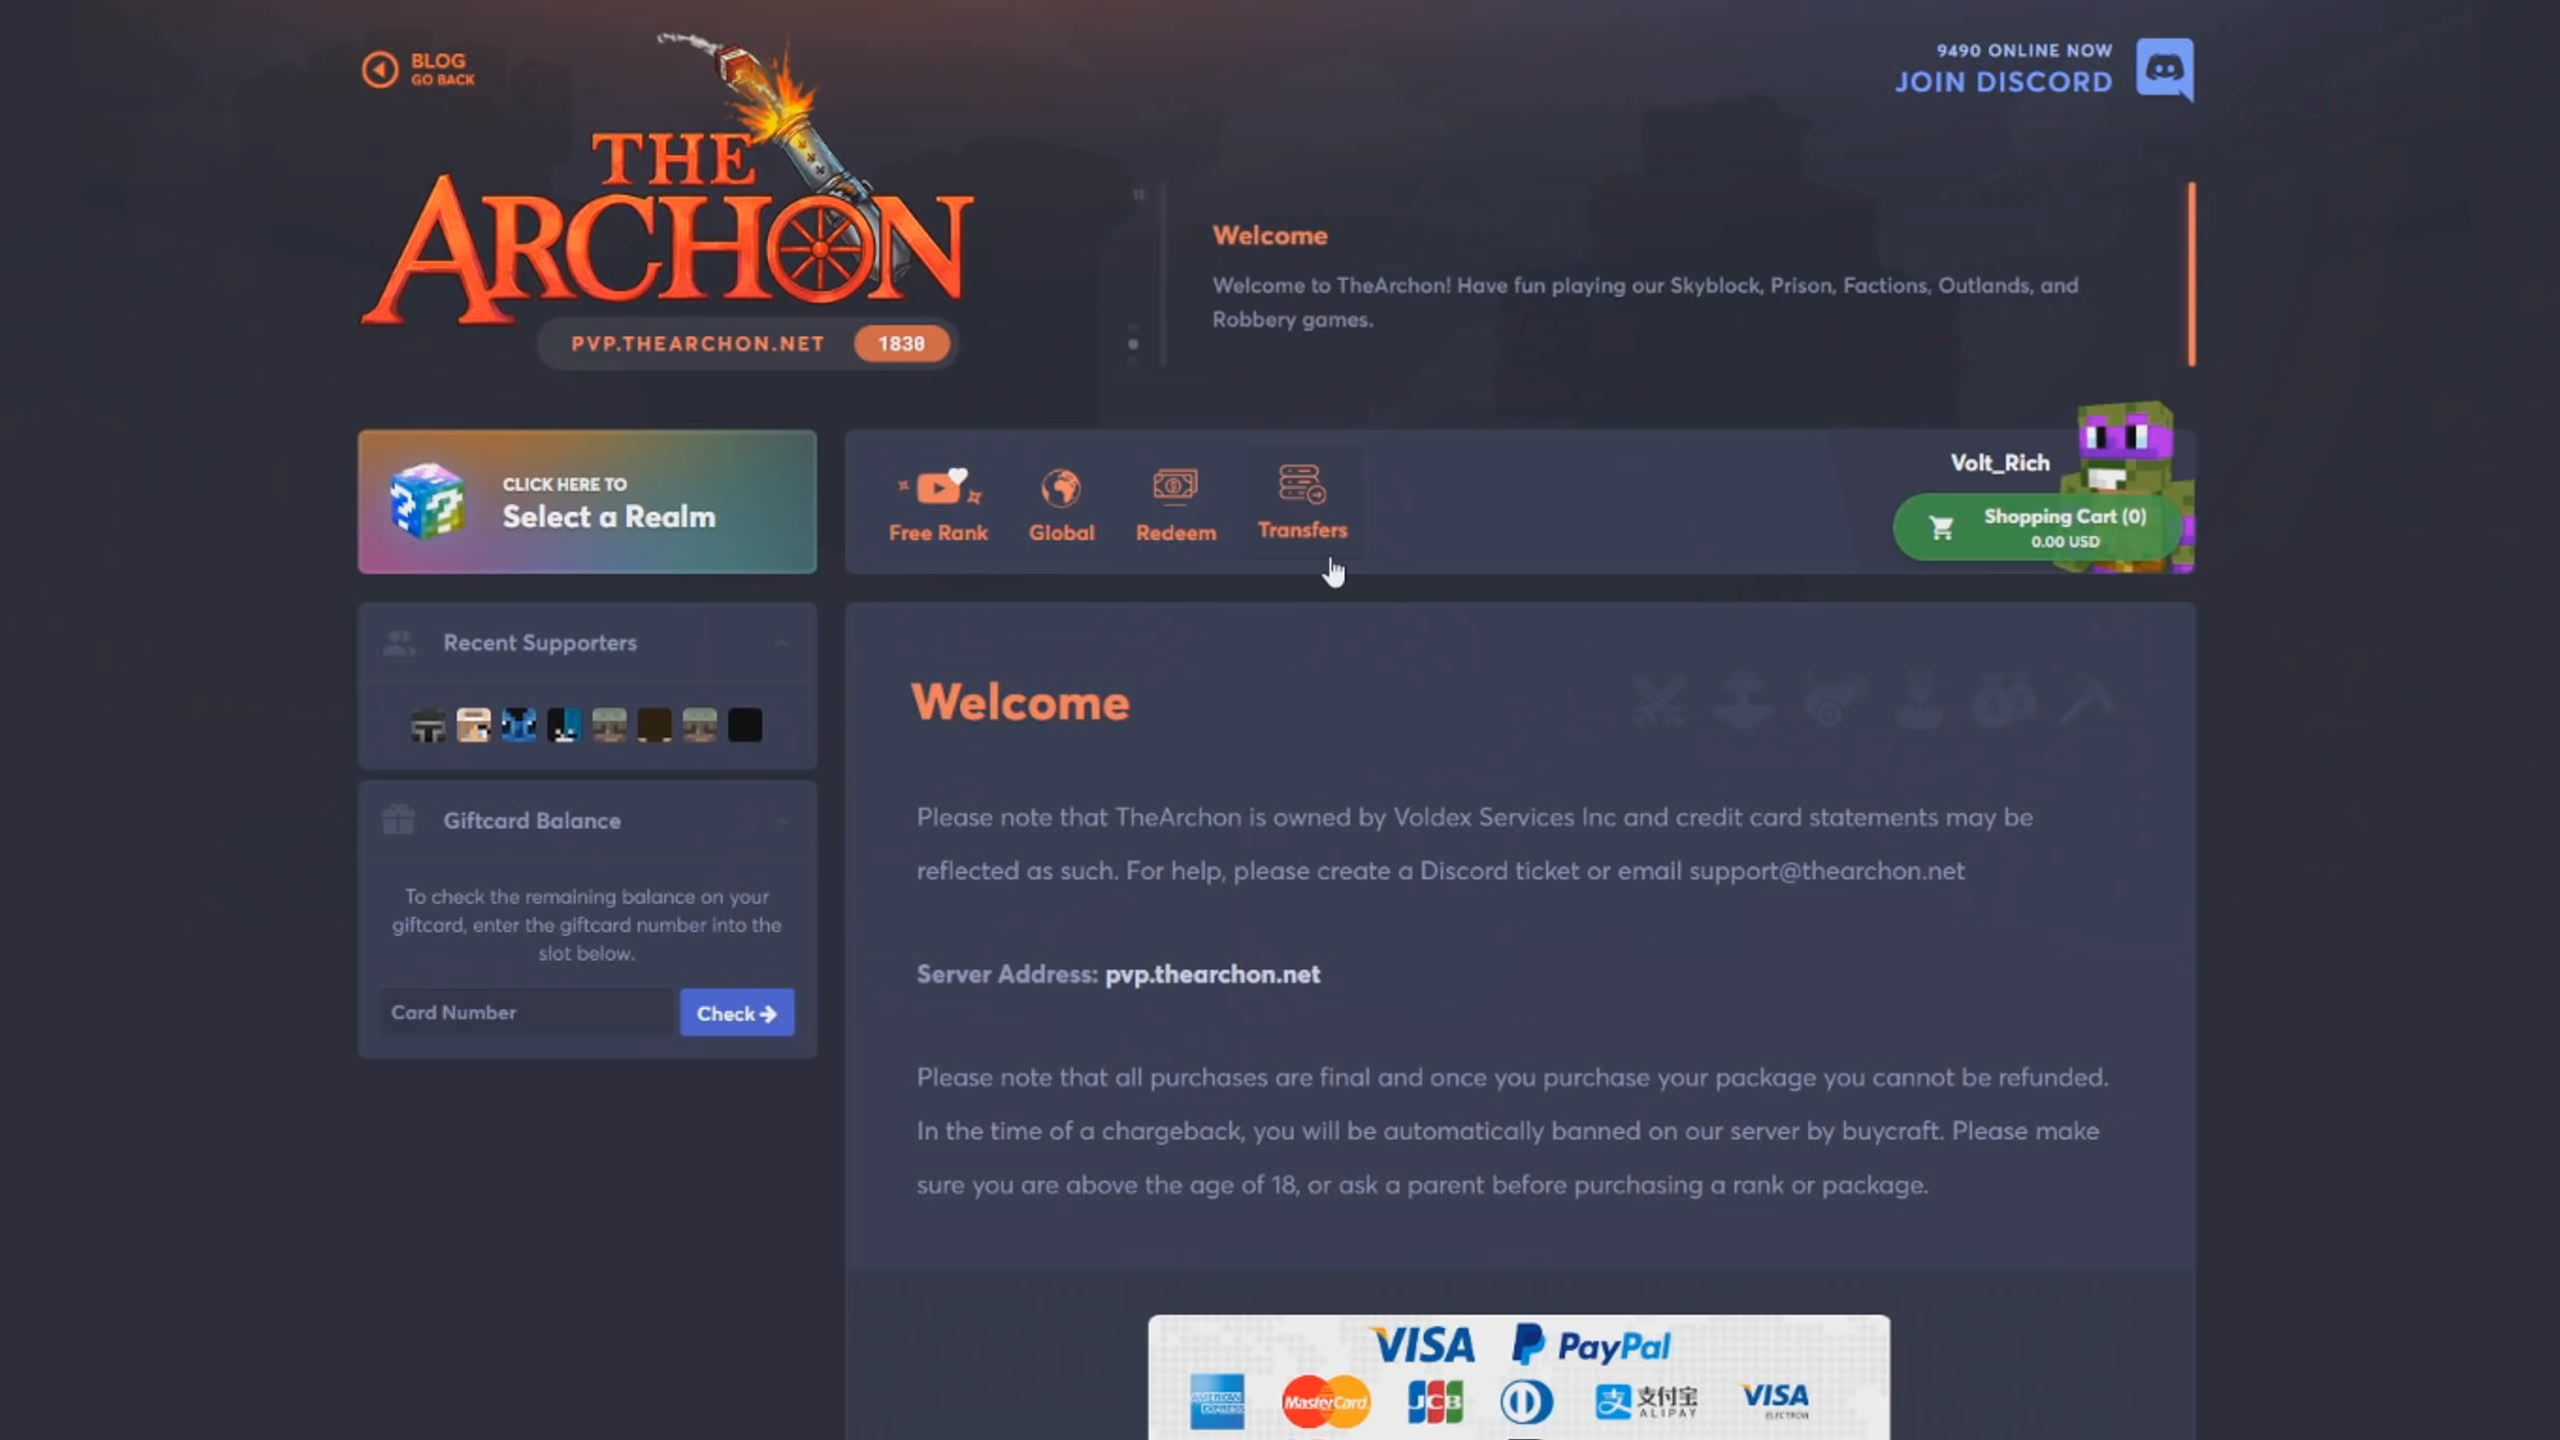 BLOG
GO BACK
THE
ARCHON
PVP.THEARCHON.NET 1830
9490 ONLINE NOW
JOIN DISCORD
Welcome
Welcome to TheArchon! Have fun playing our Skyblock, Prison, Factions, Outlands, and
Robbery games.
CLICK HERE TO
Select a Realm
Free Rank Global Redeem Transfers
Volt_Rich
Shopping Cart (0)
0.00 USD
Recent Supporters
Giftcard Balance
To check the remaining balance on your
giftcard, enter the giftcard number into the
slot below.
Card Number Check
Welcome
Please note that TheArchon is owned by Voldex Services Inc and credit card statements may be
reflected as such. For help, please create a Discord ticket or email support@thearchon.net
Server Address: pvp.thearchon.net
Please note that all purchases are final and once you purchase your package you cannot be refunded.
In the time of a chargeback, you will be automatically banned on our server by buycraft. Please make
sure you are above the age of 18, or ask a parent before purchasing a rank or package.
VISA PayPal
AMERICAN EXPRESS MasterCard JCB 支付宝 ALIPAY VISA ELECTRON